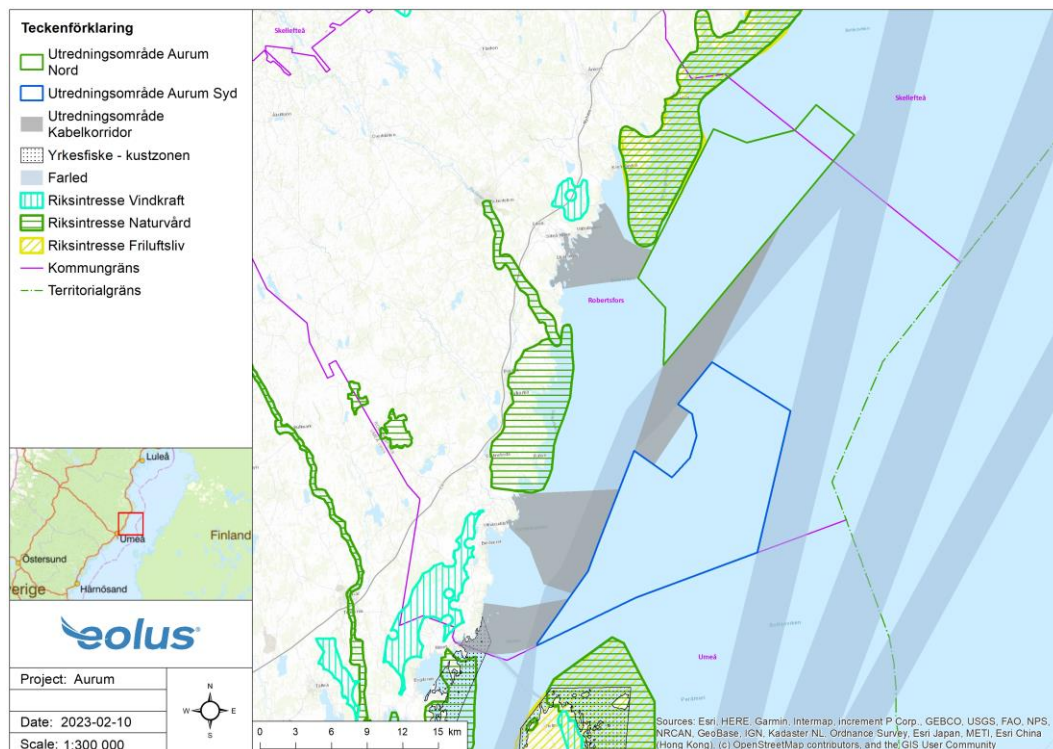 Teckenförklaring
Utredningsområde Aurum
Nord
Utredningsområde Aurum Syd
Utredningsområde
Kabelkorridor
Yrkesfiske - kustzonen
Farled
Riksintresse Vindkraft
Riksintresse Naturvård
Riksintresse Friluftsliv
Kommungräns
Territorialgräns
Skellefteå
Skellefteå
Robertsfors
Umeå
Luleå
Umeå
Finland
Östersund
Härnösand
erige
eolus
Project: Aurum
Date: 2023-02-10
Scale: 1:300 000
N
W
E
S
0 3 6 9 12 15 km
Sources: Esri, HERE, Garmin, Intermap, increment P Corp., GEBCO, USGS, FAO, NPS,
NRCAN, GeoBase, IGN, Kadaster NL, Ordnance Survey, Esri Japan, METI, Esri China
(Hong Kong), (c) OpenStreetMap contributors, and the GIS User Community